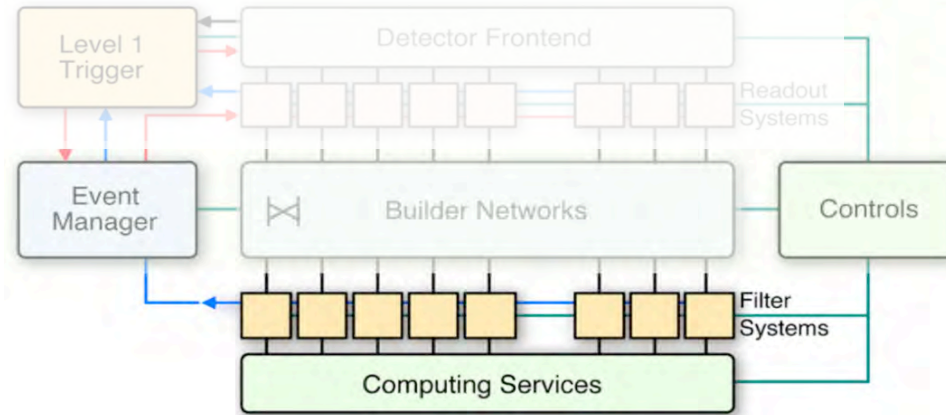 Level 1
Trigger
Detector Frontend
Readout
Systems
Event
Manager
Builder Networks
Controls
Filter
Systems
Computing Services